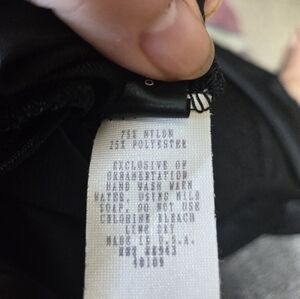 75% NYLON
25% POLYESTER
EXCLUSIVE OF
ORNAMENTATION
HAND WASH WARM
WATER, USING MILD
SOAP. DO NOT USE
CHLORINE BLEACH
LINE DRY
MADE IN U.S.A.